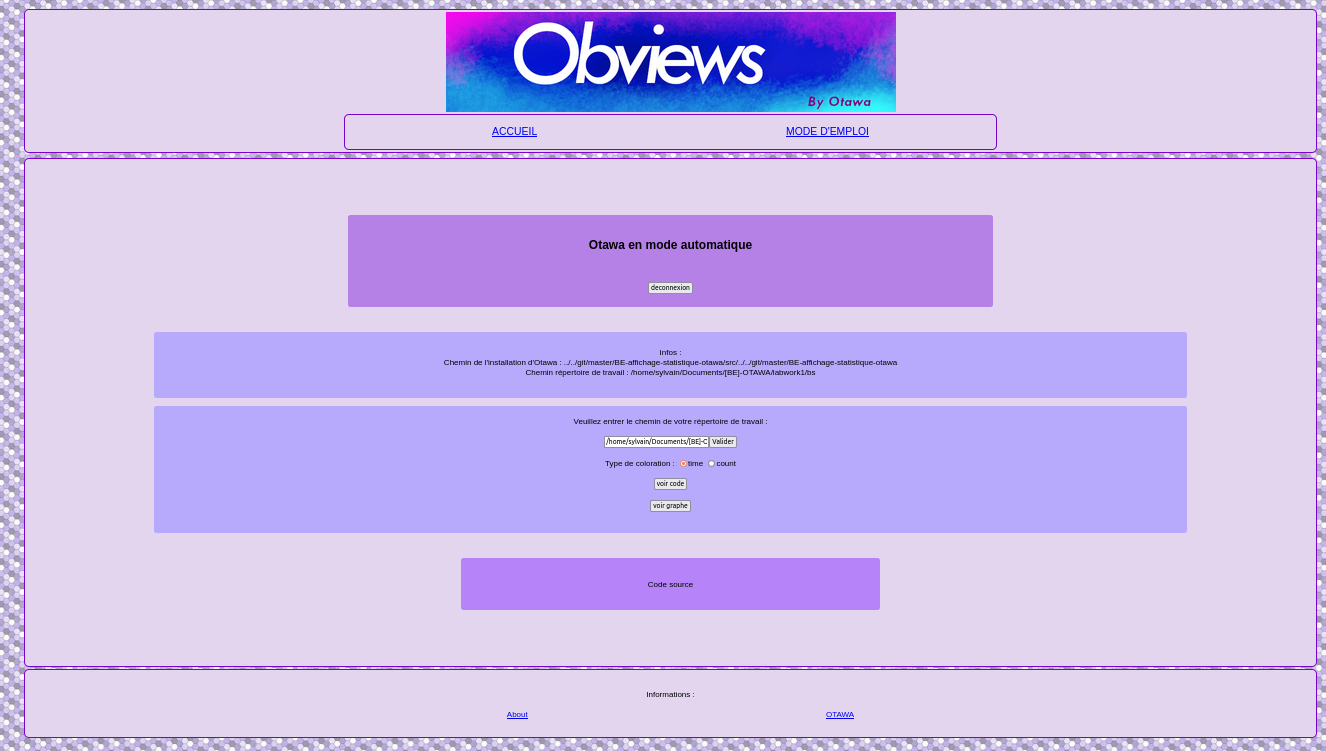 Obviews
By Otawa
ACCUEIL MODE D'EMPLOI
Otawa en mode automatique
deconnexion
Infos :
Chemin de l'installation d'Otawa : ../../git/master/BE-affichage-statistique-otawa/src/../../git/master/BE-affichage-statistique-otawa
Chemin répertoire de travail : /home/sylvain/Documents/[BE]-OTAWA/labwork1/bs
Veuillez entrer le chemin de votre répertoire de travail :
/home/sylvain/Documents/[BE]-C Valider
Type de coloration : time count
voir code
voir graphe
Code source
Informations :
About OTAWA